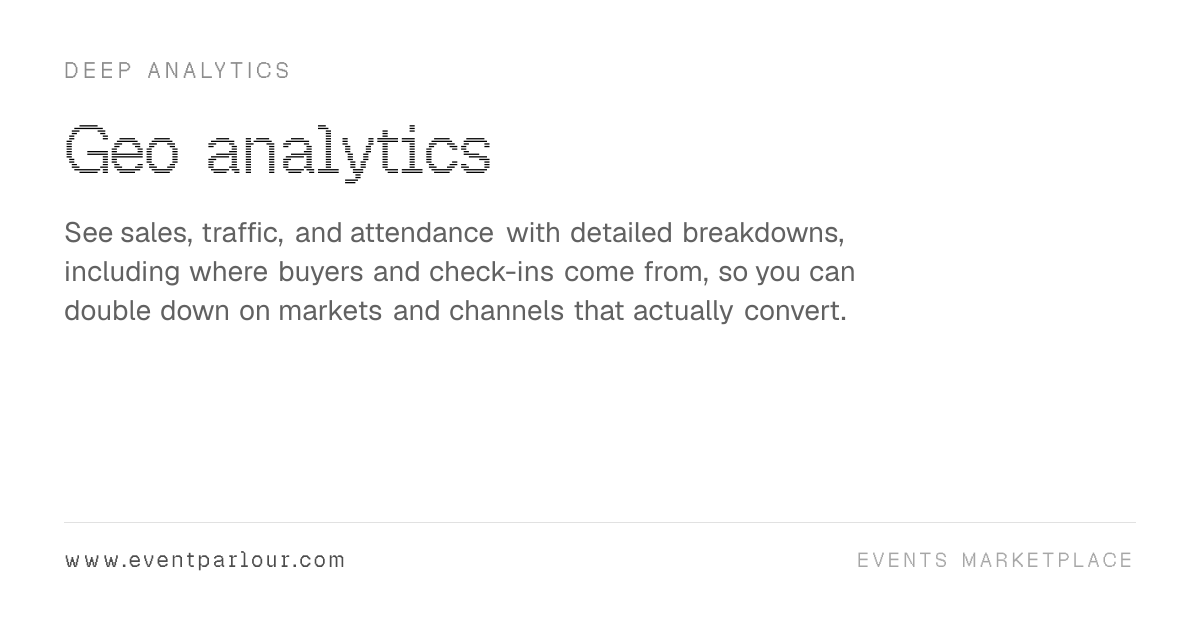 DEEP ANALYTICS
Geo analytics
See sales, traffic, and attendance with detailed breakdowns,
including where buyers and check-ins come from, so you can
double down on markets and channels that actually convert.
www.eventparlour.com
EVENTS MARKETPLACE